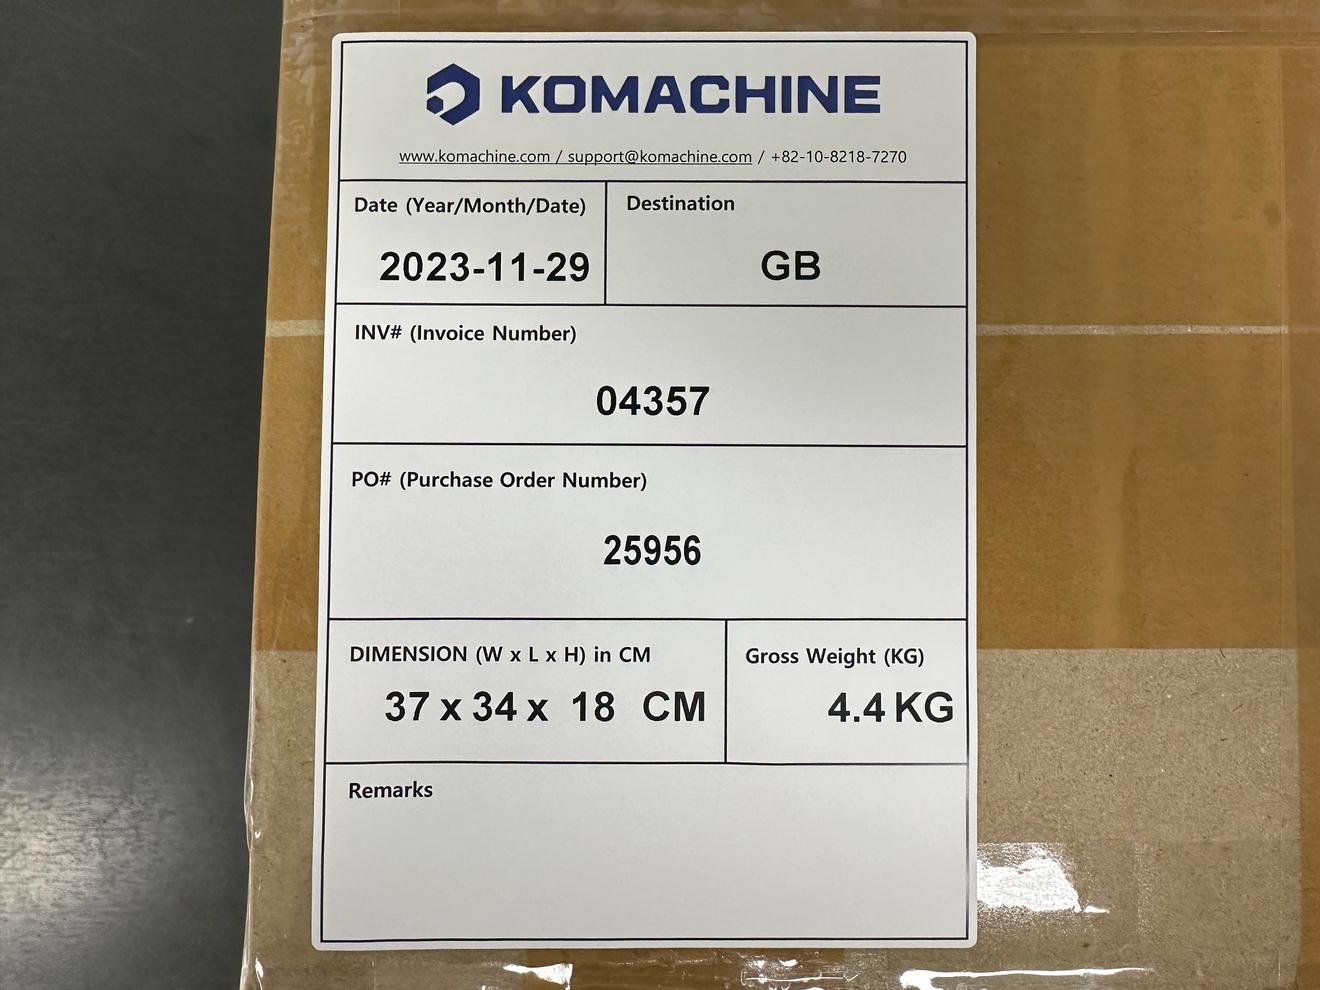 KOMACHINE
www.komachine.com / support@komachine.com / +82-10-8218-7270
Date (Year/Month/Date)
2023-11-29
Destination
GB
INV# (Invoice Number)
04357
PO# (Purchase Order Number)
25956
DIMENSION (W x L x H) in CM
37 x 34 x 18 CM
Gross Weight (KG)
4.4 KG
Remarks